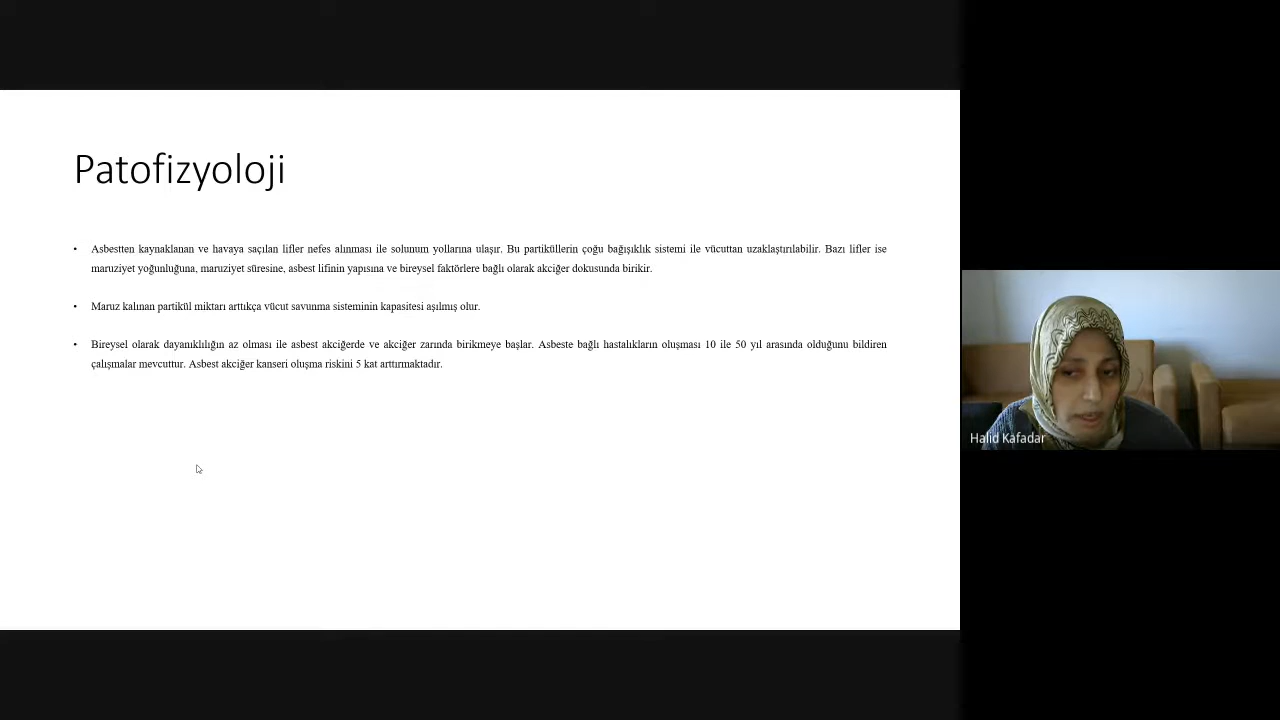 Patofizyoloji
• Asbestten kaynaklanan ve havaya saçılan lifler nefes alınması ile solunum yollarına ulaşır. Bu partiküllerin çoğu bağışıklık sistemi ile vücuttan uzaklaştırılabilir. Bazı lifler ise
maruziyet yoğunluğuna, maruziyet süresine, asbest lifinin yapısına ve bireysel faktörlere bağlı olarak akciğer dokusunda birikir.
• Maruz kalınan partikül miktarı arttıkça vücut savunma sisteminin kapasitesi aşılmış olur.
• Bireysel olarak dayanıklılığın az olması ile asbest akciğerde ve akciğer zarında birikmeye başlar. Asbeste bağlı hastalıkların oluşması 10 ile 50 yıl arasında olduğunu bildiren
çalışmalar mevcuttur. Asbest akciğer kanseri oluşma riskini 5 kat arttırmaktadır.
Halid Kafadar